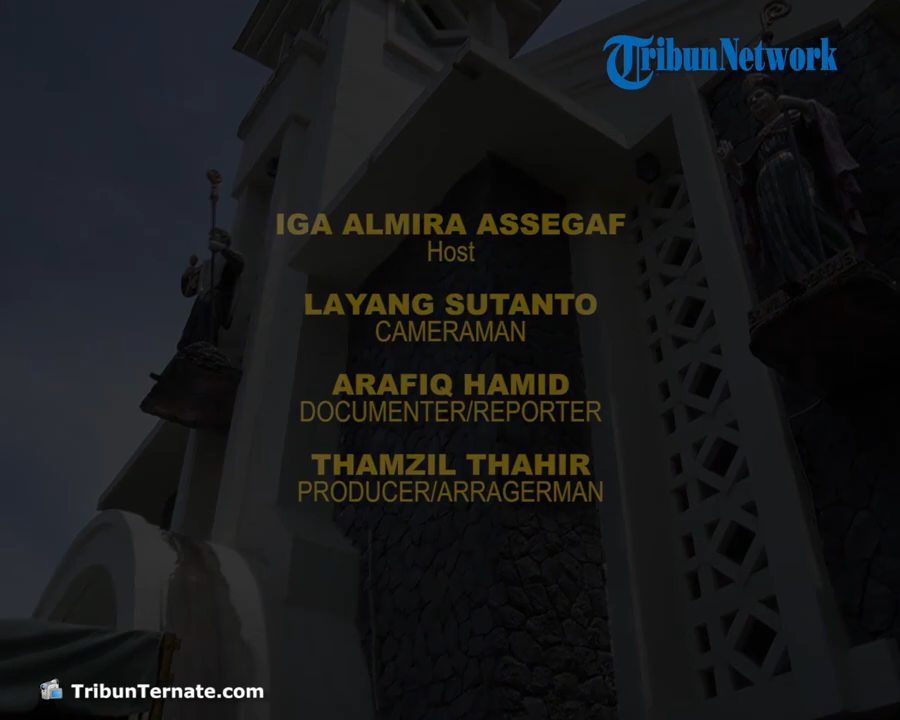 TribunNetwork
IGA ALMIRA ASSEGAF
Host
LAYANG SUTANTO
CAMERAMAN
ARAFIQ HAMID
DOCUMENTER/REPORTER
THAMZIL THAHIR
PRODUCER/ARRAGERMAN
TribunTernate.com